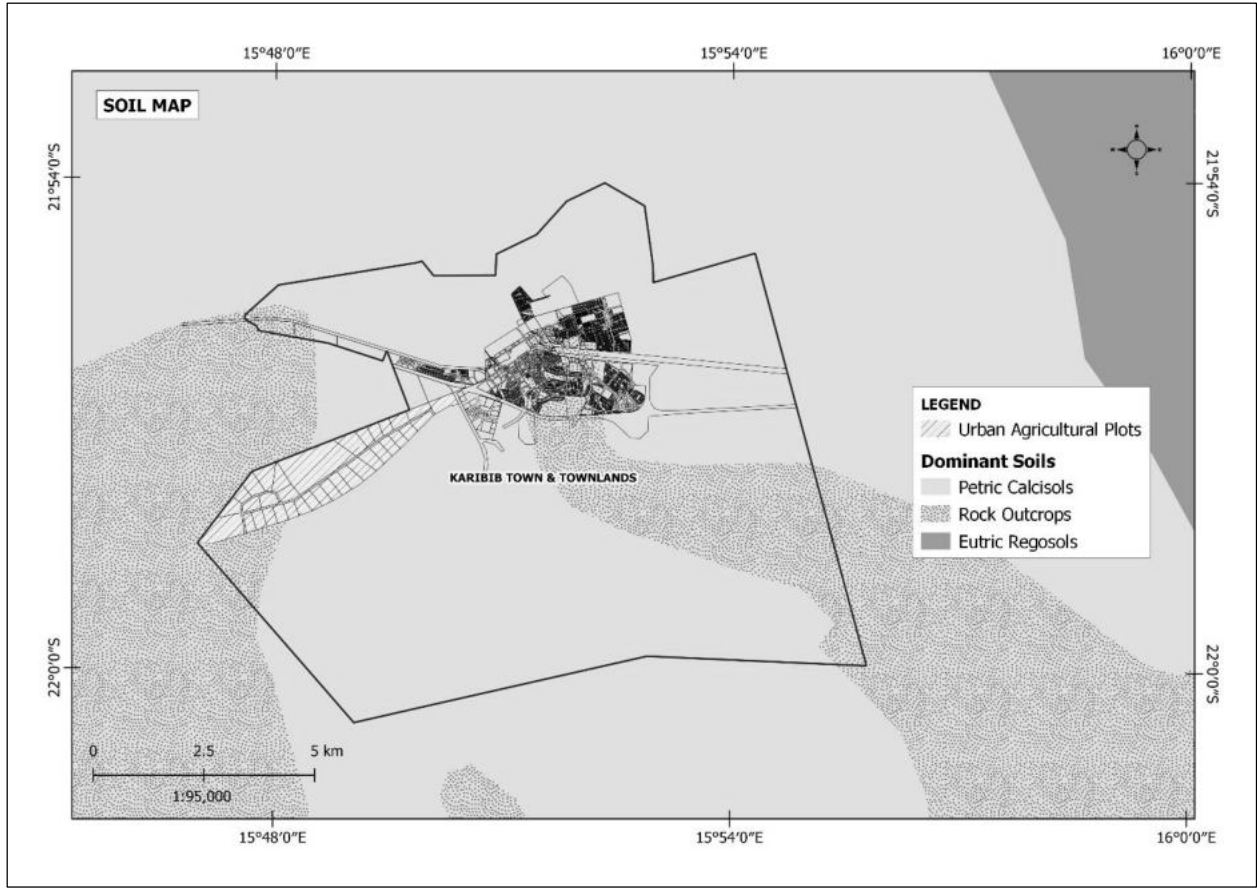 15°48′0″E
15°54′0″E
16°0′0″E
SOIL MAP
21°54′0″S
21°54′0″S
LEGEND
Urban Agricultural Plots
Dominant Soils
Petric Calcisols
Rock Outcrops
Eutric Regosols
KARIBIB TOWN & TOWNLANDS
22°0′0″S
22°0′0″S
0 2.5 5 km
1:95,000
15°48′0″E
15°54′0″E
16°0′0″E